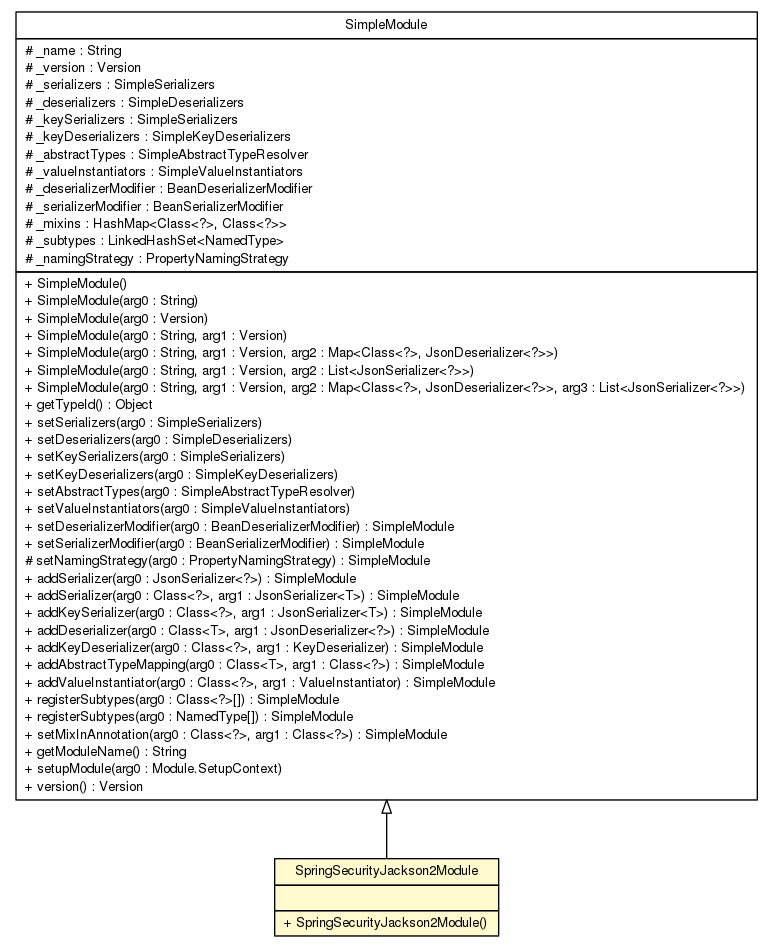 SimpleModule
# _name : String
# _version : Version
# _serializers : SimpleSerializers
# _deserializers : SimpleDeserializers
# _keySerializers : SimpleSerializers
# _keyDeserializers : SimpleKeyDeserializers
# _abstractTypes : SimpleAbstractTypeResolver
# _valueInstantiators : SimpleValueInstantiators
# _deserializerModifier : BeanDeserializerModifier
# _serializerModifier : BeanSerializerModifier
# _mixins : HashMap<Class<?>, Class<?>>
# _subtypes : LinkedHashSet<NamedType>
# _namingStrategy : PropertyNamingStrategy
+ SimpleModule()
+ SimpleModule(arg0 : String)
+ SimpleModule(arg0 : Version)
+ SimpleModule(arg0 : String, arg1 : Version)
+ SimpleModule(arg0 : String, arg1 : Version, arg2 : Map<Class<?>, JsonDeserializer<?>>)
+ SimpleModule(arg0 : String, arg1 : Version, arg2 : List<JsonSerializer<?>>)
+ SimpleModule(arg0 : String, arg1 : Version, arg2 : Map<Class<?>, JsonDeserializer<?>>, arg3 : List<JsonSerializer<?>>)
+ getTypeId() : Object
+ setSerializers(arg0 : SimpleSerializers)
+ setDeserializers(arg0 : SimpleDeserializers)
+ setKeySerializers(arg0 : SimpleSerializers)
+ setKeyDeserializers(arg0 : SimpleKeyDeserializers)
+ setAbstractTypes(arg0 : SimpleAbstractTypeResolver)
+ setValueInstantiators(arg0 : SimpleValueInstantiators)
+ setDeserializerModifier(arg0 : BeanDeserializerModifier) : SimpleModule
+ setSerializerModifier(arg0 : BeanSerializerModifier) : SimpleModule
# setNamingStrategy(arg0 : PropertyNamingStrategy) : SimpleModule
+ addSerializer(arg0 : JsonSerializer<?>) : SimpleModule
+ addSerializer(arg0 : Class<?>, arg1 : JsonSerializer<T>) : SimpleModule
+ addKeySerializer(arg0 : Class<?>, arg1 : JsonSerializer<T>) : SimpleModule
+ addDeserializer(arg0 : Class<T>, arg1 : JsonDeserializer<?>) : SimpleModule
+ addKeyDeserializer(arg0 : Class<?>, arg1 : KeyDeserializer) : SimpleModule
+ addAbstractTypeMapping(arg0 : Class<T>, arg1 : Class<?>) : SimpleModule
+ addValueInstantiator(arg0 : Class<?>, arg1 : ValueInstantiator) : SimpleModule
+ registerSubtypes(arg0 : Class<?>[]) : SimpleModule
+ registerSubtypes(arg0 : NamedType[]) : SimpleModule
+ setMixInAnnotation(arg0 : Class<?>, arg1 : Class<?>) : SimpleModule
+ getModuleName() : String
+ setupModule(arg0 : Module.SetupContext)
+ version() : Version
SpringSecurityJackson2Module
+ SpringSecurityJackson2Module()